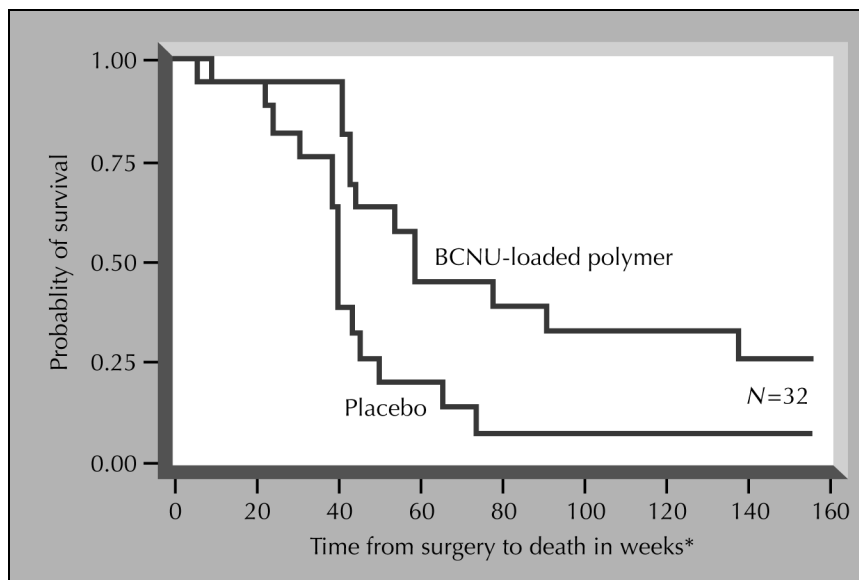 Probablity of survival
1.00
0.75
0.50
0.25
0.00
BCNU-loaded polymer
Placebo
N=32
0 20 40 60 80 100 120 140 160
Time from surgery to death in weeks*